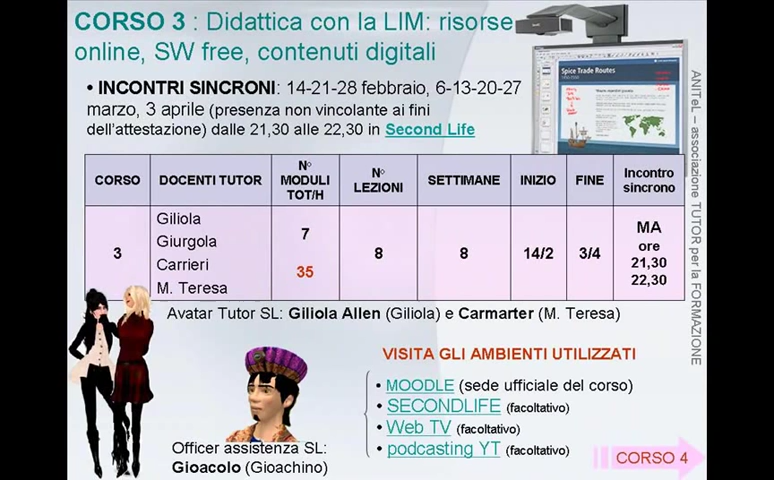 CORSO 3 : Didattica con la LIM: risorse
online, SW free, contenuti digitali
• INCONTRI SINCRONI: 14-21-28 febbraio, 6-13-20-27
marzo, 3 aprile (presenza non vincolante ai fini
dell'attestazione) dalle 21,30 alle 22,30 in Second Life
Spice Trade Routes
ANITeL – associazione TUTOR per la FORMAZIONE
CORSO DOCENTI TUTOR N° MODULI TOT/H N° LEZIONI SETTIMANE INIZIO FINE Incontro sincrono
3
Giliola
Giurgola
Carrieri
M. Teresa
7
35
8
8
14/2
3/4
MA
ore
21,30
22,30
Avatar Tutor SL: Giliola Allen (Giliola) e Carmarter (M. Teresa)
VISITA GLI AMBIENTI UTILIZZATI
• MOODLE (sede ufficiale del corso)
• SECONDLIFE (facoltativo)
• Web TV (facoltativo)
• podcasting YT (facoltativo)
Officer assistenza SL:
Gioacolo (Gioachino)
CORSO 4